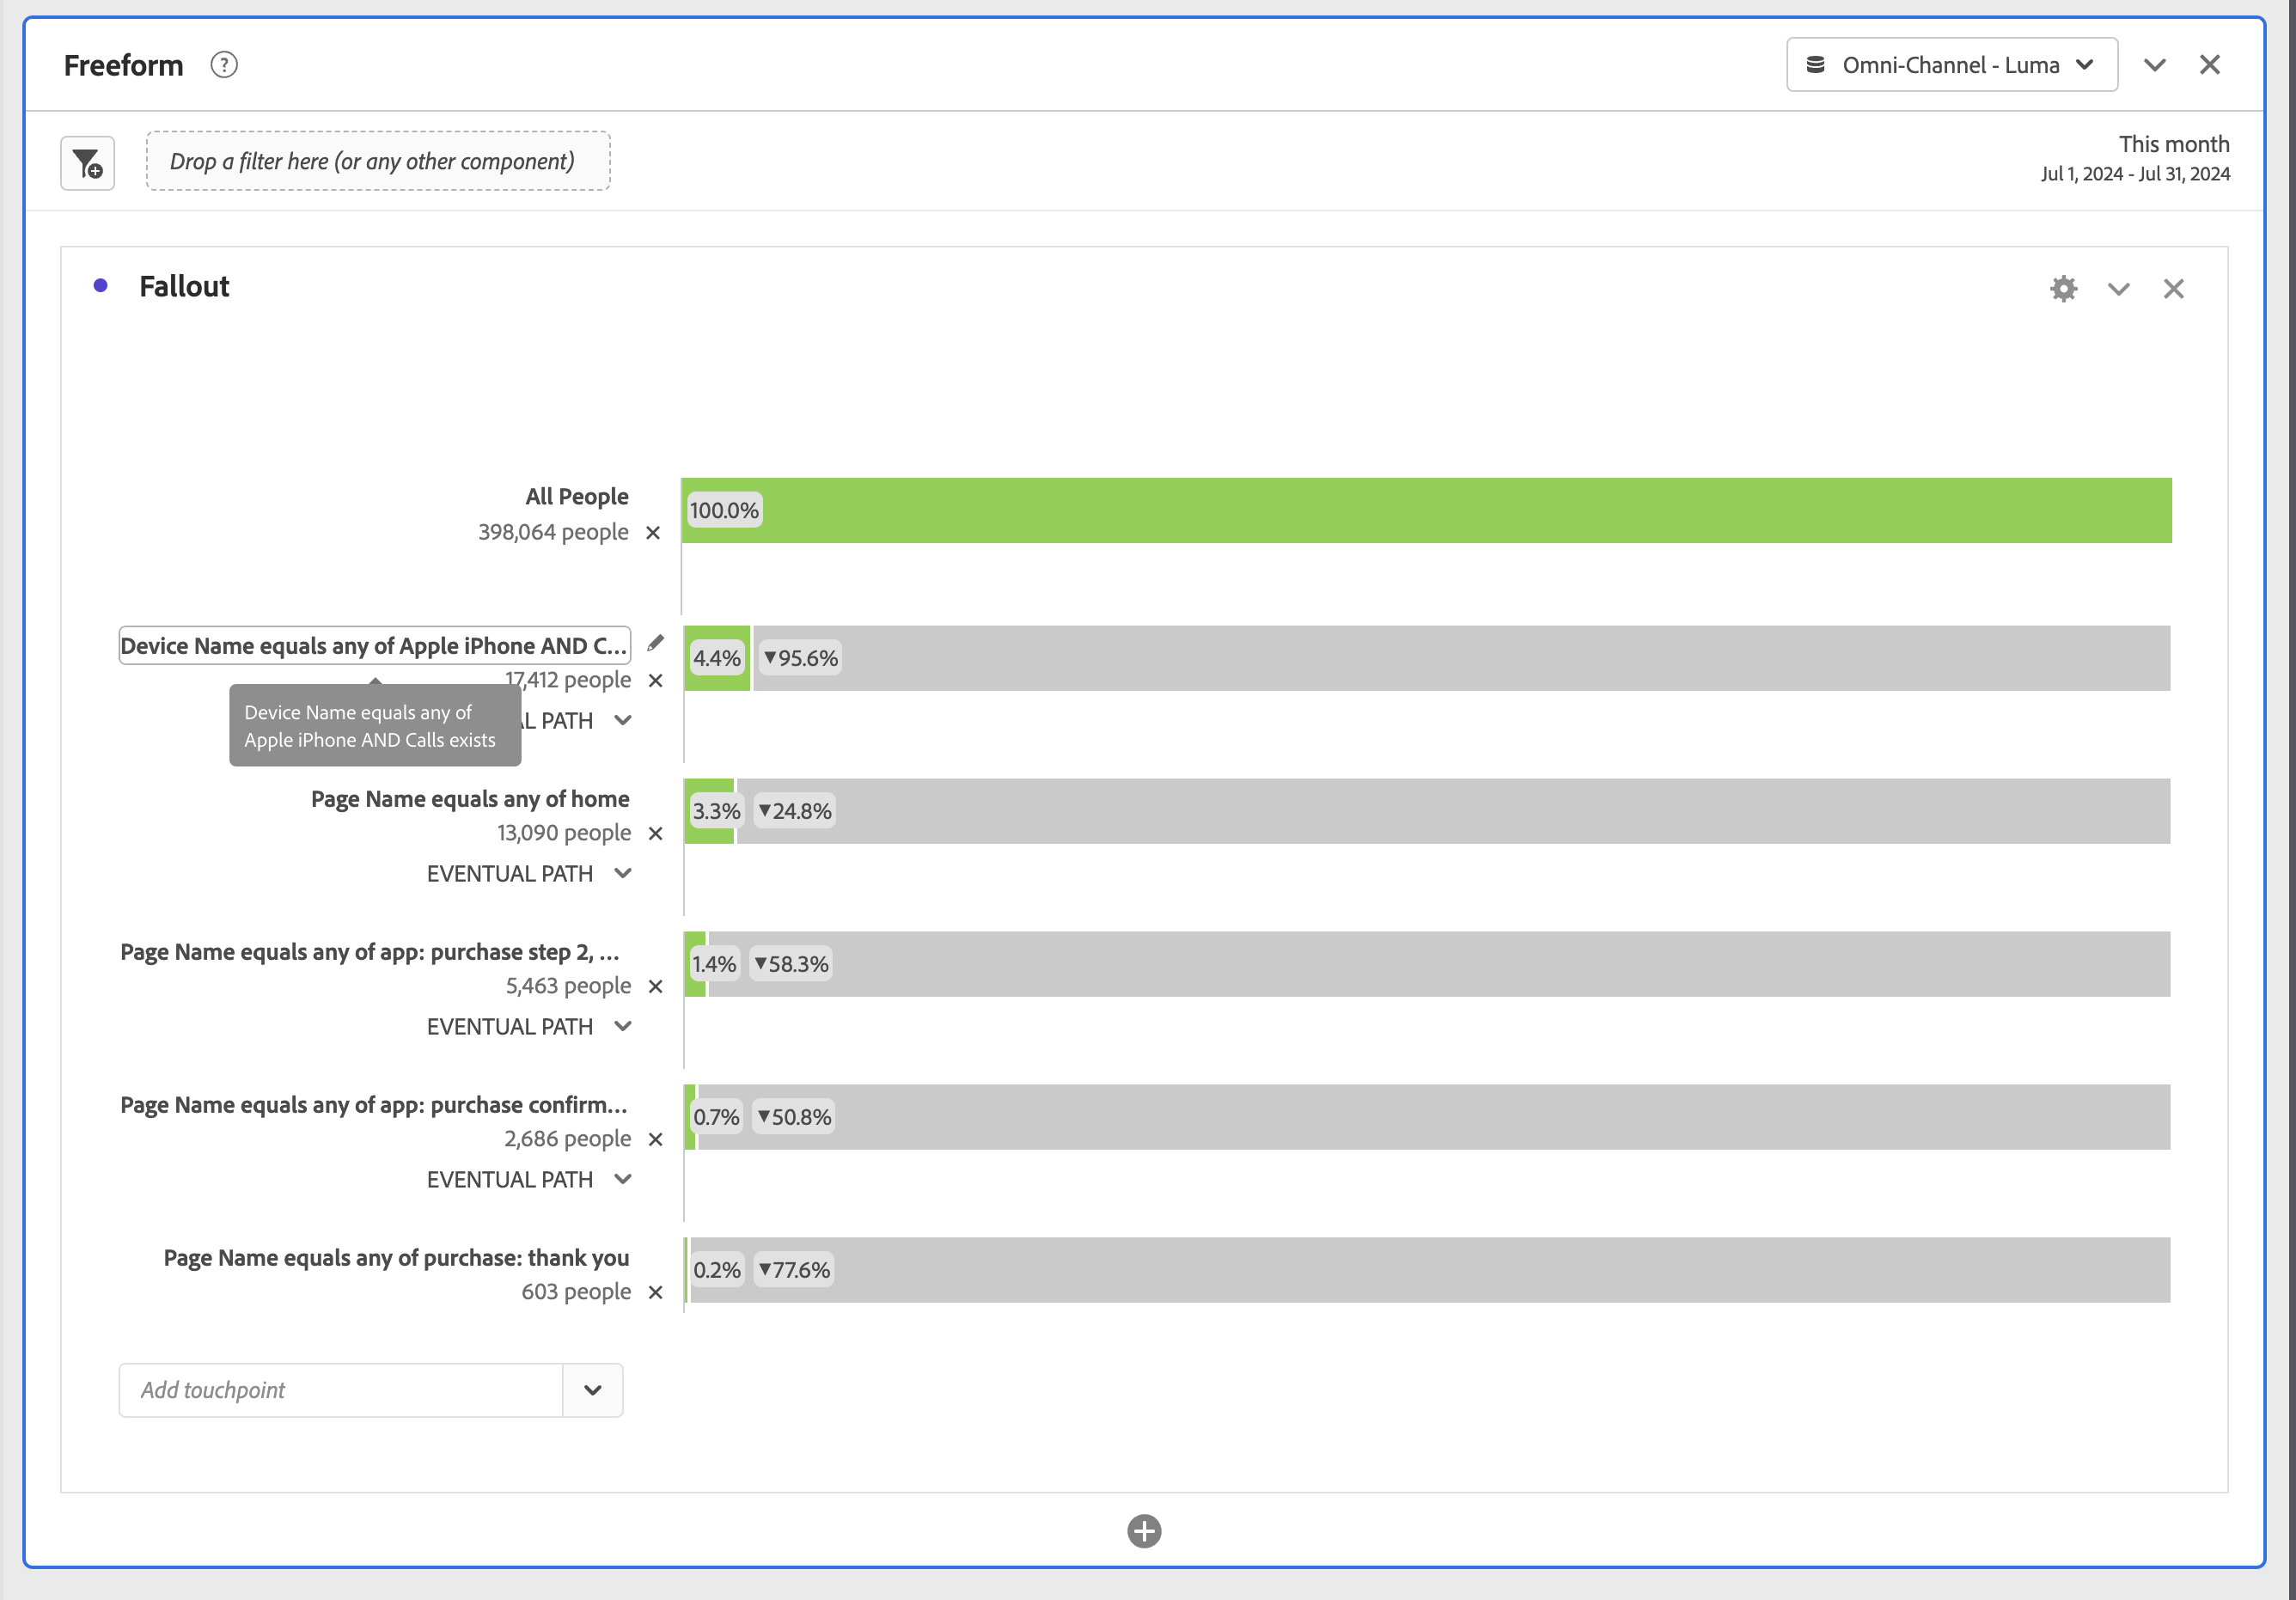 Freeform ?
Omni-Channel - Luma
Drop a filter here (or any other component)
This month
Jul 1, 2024 - Jul 31, 2024
Fallout
All People
398,064 people
100.0%
Device Name equals any of Apple iPhone AND C...
17,412 people
4.4% ▼95.6%
Device Name equals any of
Apple iPhone AND Calls exists
AL PATH
Page Name equals any of home
13,090 people
3.3% ▼24.8%
EVENTUAL PATH
Page Name equals any of app: purchase step 2, ...
5,463 people
1.4% ▼58.3%
EVENTUAL PATH
Page Name equals any of app: purchase confirm...
2,686 people
0.7% ▼50.8%
EVENTUAL PATH
Page Name equals any of purchase: thank you
603 people
0.2% ▼77.6%
Add touchpoint